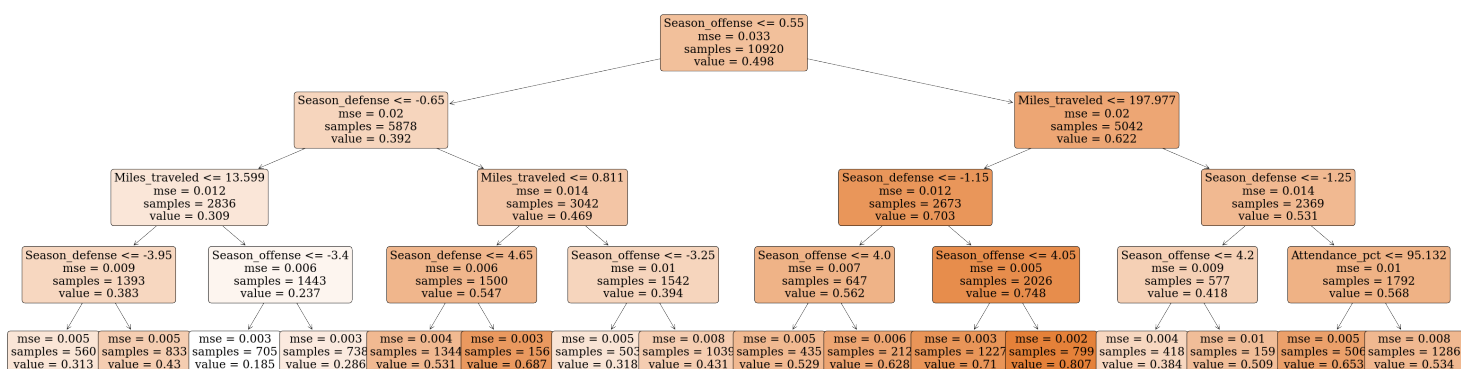 Season_offense <= 0.55
mse = 0.033
samples = 10920
value = 0.498
Season_defense <= -0.65
mse = 0.02
samples = 5878
value = 0.392
Miles_traveled <= 197.977
mse = 0.02
samples = 5042
value = 0.622
Miles_traveled <= 13.599
mse = 0.012
samples = 2836
value = 0.309
Miles_traveled <= 0.811
mse = 0.014
samples = 3042
value = 0.469
Season_defense <= -1.15
mse = 0.012
samples = 2673
value = 0.703
Season_defense <= -1.25
mse = 0.014
samples = 2369
value = 0.531
Season_defense <= -3.95
mse = 0.009
samples = 1393
value = 0.383
Season_offense <= -3.4
mse = 0.006
samples = 1443
value = 0.237
Season_defense <= 4.65
mse = 0.006
samples = 1500
value = 0.547
Season_offense <= -3.25
mse = 0.01
samples = 1542
value = 0.394
Season_offense <= 4.0
mse = 0.007
samples = 647
value = 0.562
Season_offense <= 4.05
mse = 0.005
samples = 2026
value = 0.748
Season_offense <= 4.2
mse = 0.009
samples = 577
value = 0.418
Attendance_pct <= 95.132
mse = 0.01
samples = 1792
value = 0.568
mse = 0.005
samples = 560
value = 0.313
mse = 0.005
samples = 833
value = 0.43
mse = 0.003
samples = 705
value = 0.185
mse = 0.003
samples = 738
value = 0.286
mse = 0.004
samples = 1344
value = 0.531
mse = 0.003
samples = 156
value = 0.687
mse = 0.005
samples = 503
value = 0.318
mse = 0.008
samples = 1039
value = 0.431
mse = 0.005
samples = 435
value = 0.529
mse = 0.006
samples = 212
value = 0.628
mse = 0.003
samples = 1227
value = 0.71
mse = 0.002
samples = 799
value = 0.807
mse = 0.004
samples = 418
value = 0.384
mse = 0.01
samples = 159
value = 0.509
mse = 0.005
samples = 506
value = 0.653
mse = 0.008
samples = 1286
value = 0.534